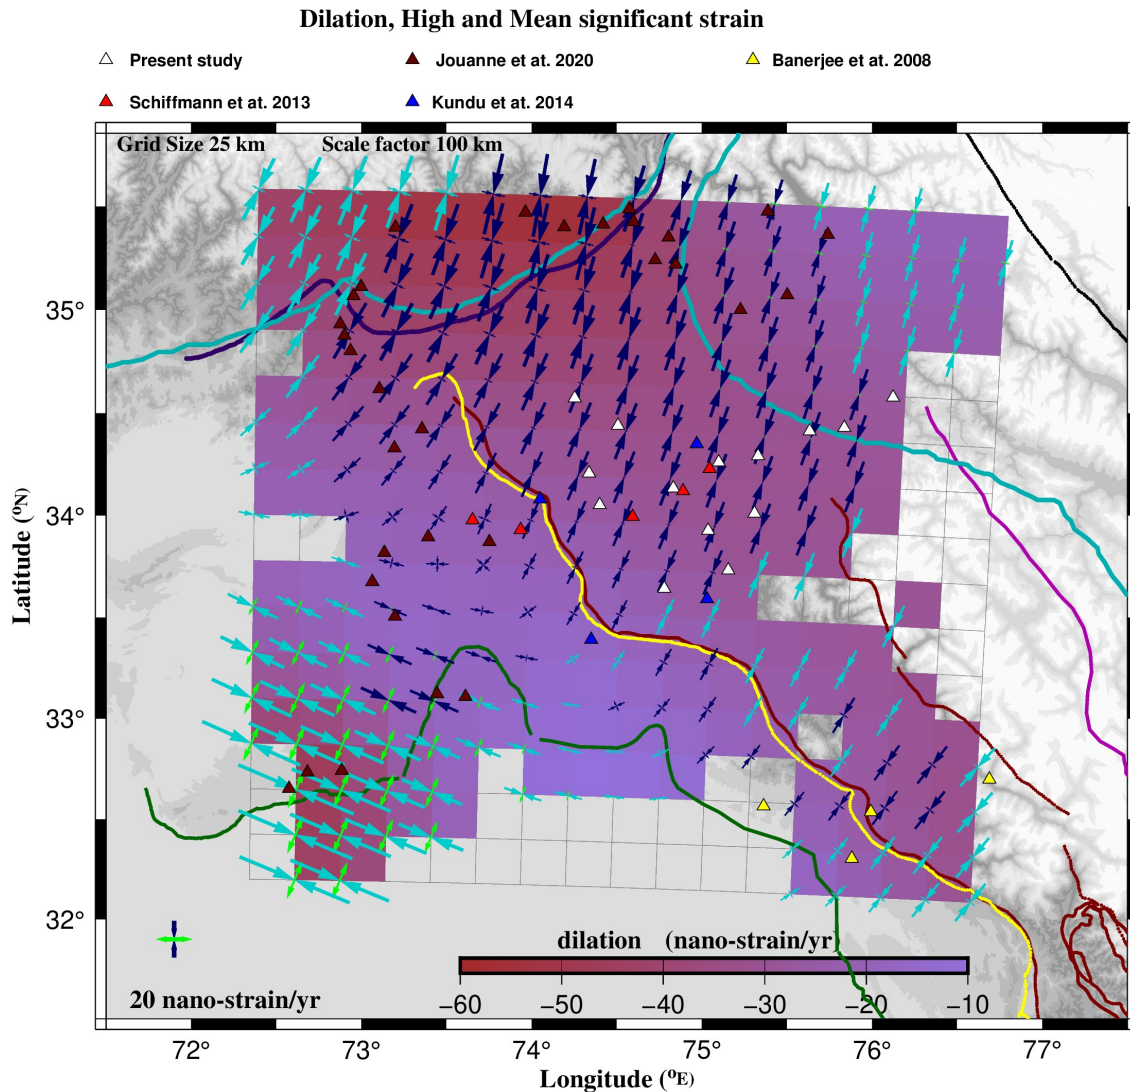 Dilation, High and Mean significant strain
Present study
Jouanne et at. 2020
Banerjee et at. 2008
Schiffmann et at. 2013
Kundu et at. 2014
Grid Size 25 km
Scale factor 100 km
35°
34°
33°
32°
Latitude (ºN)
dilation (nano-strain/yr)
20 nano-strain/yr
−60 −50 −40 −30 −20 −10
72° 73° 74° 75° 76° 77°
Longitude (ºE)